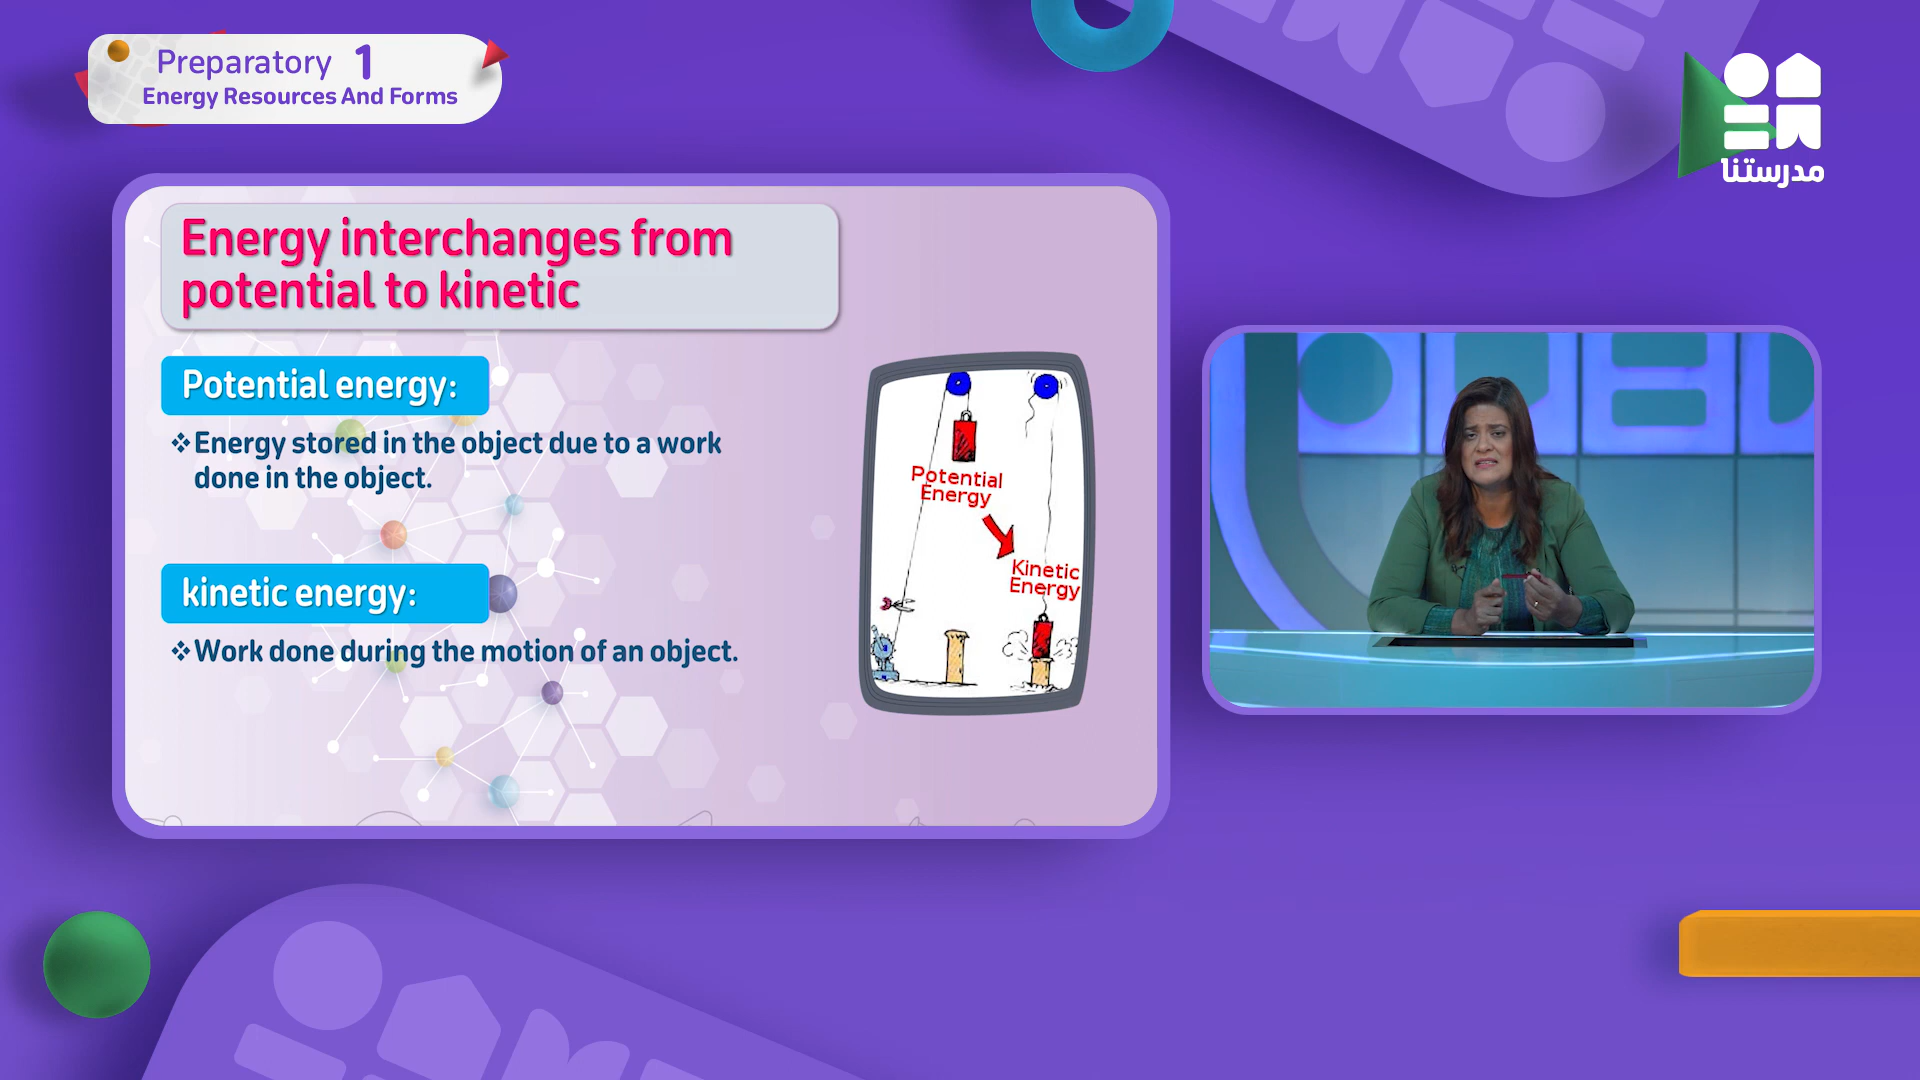 Preparatory 1
Energy Resources And Forms
مدرستنا
Energy interchanges from
potential to kinetic
Potential energy:
❖Energy stored in the object due to a work
done in the object.
kinetic energy:
❖Work done during the motion of an object.
Potential
Energy
Kinetic
Energy